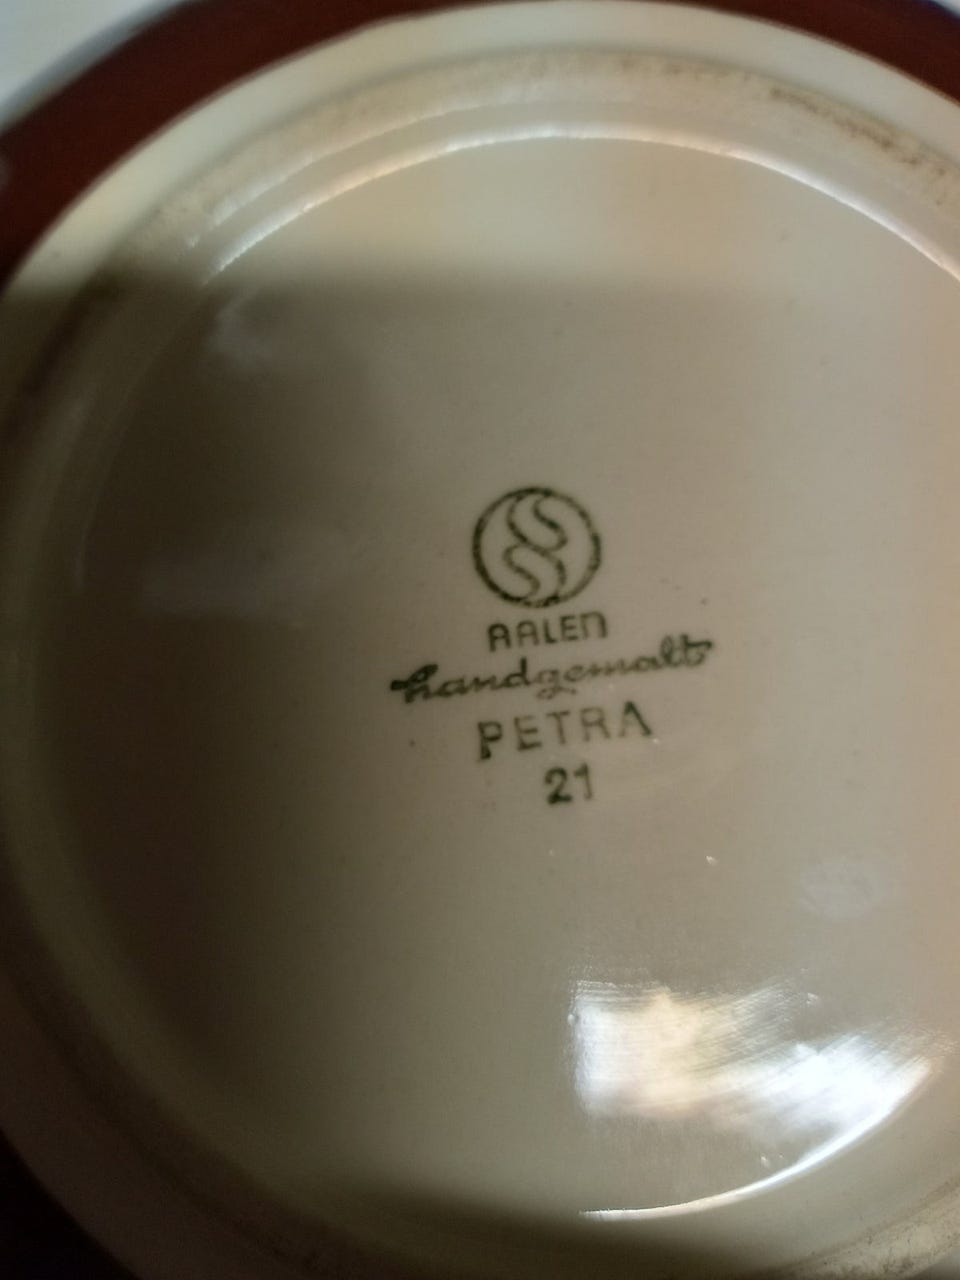 AALEN
handgemalt
PETRA
21